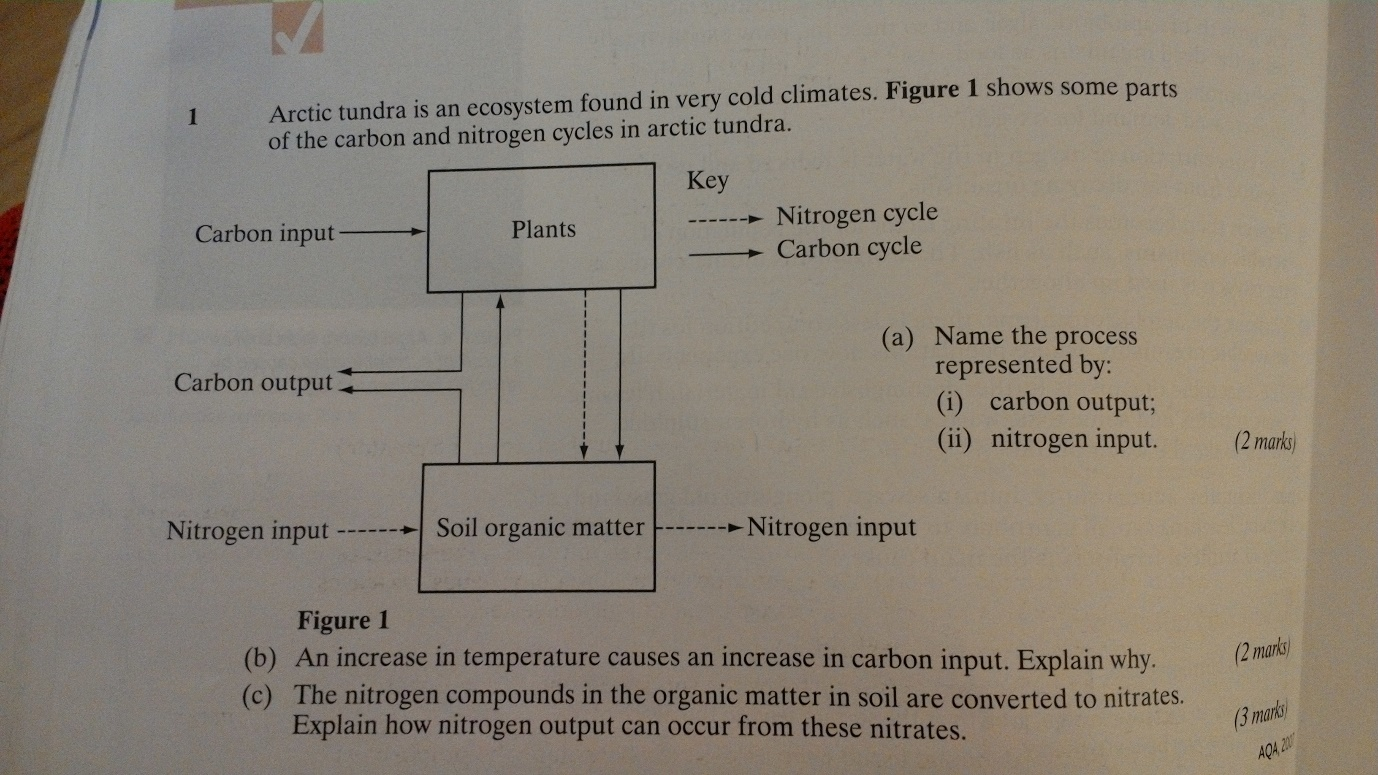 1 Arctic tundra is an ecosystem found in very cold climates. Figure 1 shows some parts
of the carbon and nitrogen cycles in arctic tundra.
Key
Nitrogen cycle
Carbon cycle
Carbon input
Plants
Carbon output
Nitrogen input
Soil organic matter
Nitrogen input
(a) Name the process
represented by:
(i) carbon output;
(ii) nitrogen input. (2 marks)
Figure 1
(b) An increase in temperature causes an increase in carbon input. Explain why. (2 marks)
(c) The nitrogen compounds in the organic matter in soil are converted to nitrates.
Explain how nitrogen output can occur from these nitrates. (3 marks)
AQA,